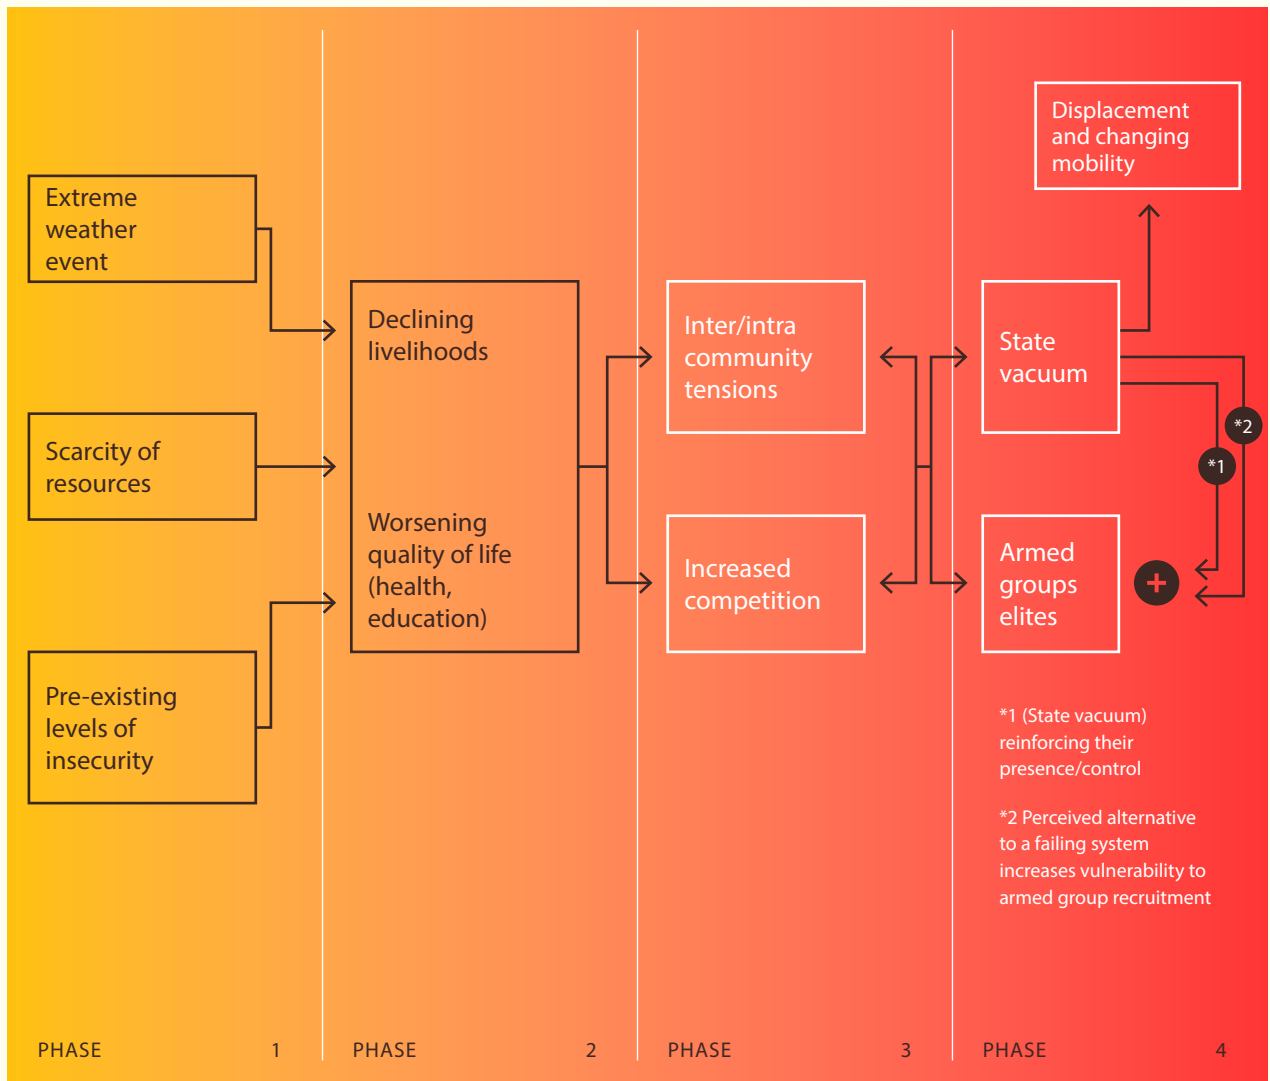 Extreme
weather
event
Scarcity of
resources
Pre-existing
levels of
insecurity
Declining
livelihoods
Worsening
quality of life
(health,
education)
Inter/intra
community
tensions
Increased
competition
Displacement
and changing
mobility
State
vacuum
*2
*1
Armed
groups
elites
+
*1 (State vacuum)
reinforcing their
presence/control
*2 Perceived alternative
to a failing system
increases vulnerability to
armed group recruitment
PHASE 1
PHASE 2
PHASE 3
PHASE 4